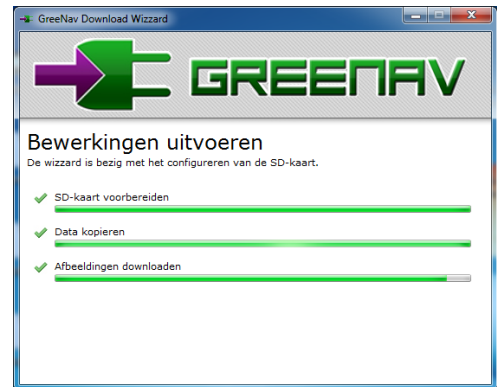 GreeNav Download Wizzard
GREENAV
Bewerkingen uitvoeren
De wizzard is bezig met het configureren van de SD-kaart.
SD-kaart voorbereiden
Data kopieren
Afbeeldingen downloaden